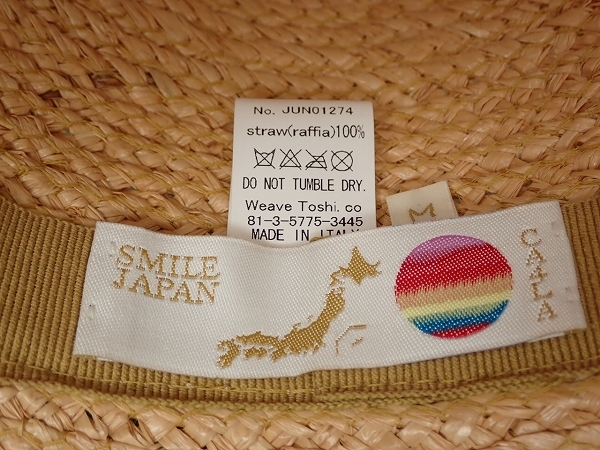 No. JUN01274
straw(raffia)100%
DO NOT TUMBLE DRY.
Weave Toshi. co
81-3-5775-3445
MADE IN ITALY
SMILE
JAPAN
CA4LA